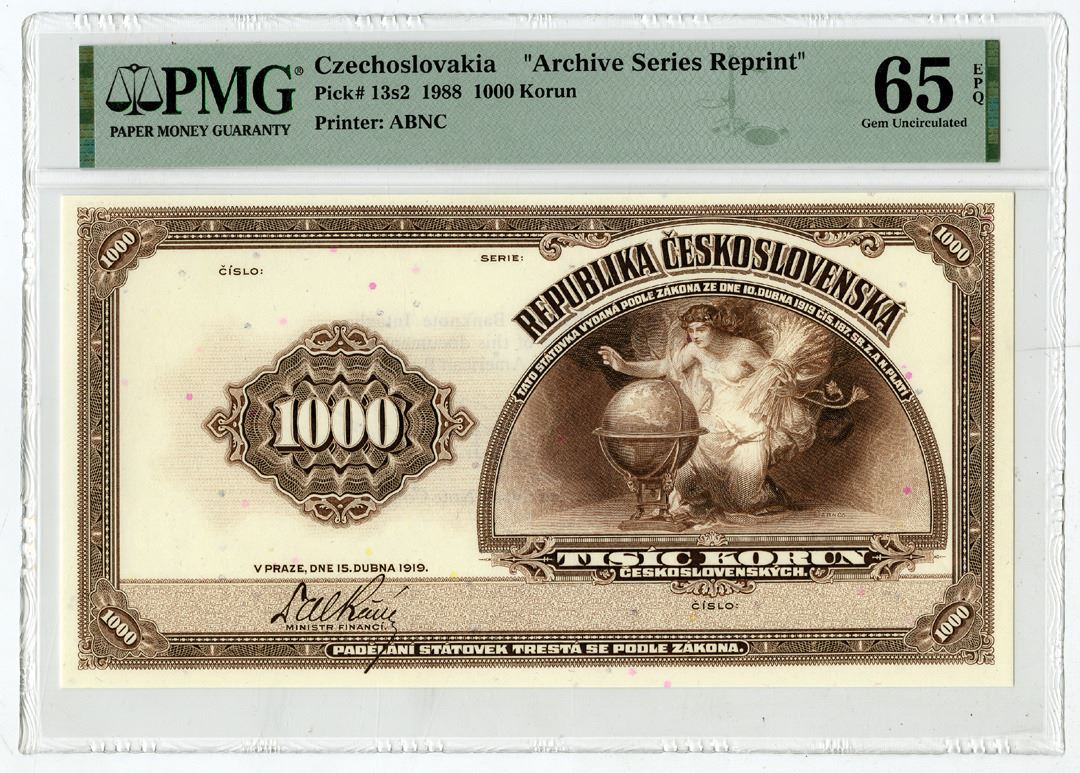 PMG®
PAPER MONEY GUARANTY
Czechoslovakia "Archive Series Reprint"
Pick# 13s2 1988 1000 Korun
Printer: ABNC
65 EPQ
Gem Uncirculated
1000
1000
ČÍSLO:
SERIE:
REPUBLIKA ČESKOSLOVENSKÁ
TATO STÁTOVKA VYDANÁ PODLE ZÁKONA ZE DNE 10. DUBNA 1919 ČÍS. 187, SB. Z. A N. PLATÍ
1000
TISÍC KORUN
ČESKOSLOVENSKÝCH.
V PRAZE, DNE 15. DUBNA 1919.
ČÍSLO:
MINISTR FINANCÍ.
1000
1000
PADĚLÁNÍ STÁTOVEK TRESTÁ SE PODLE ZÁKONA.